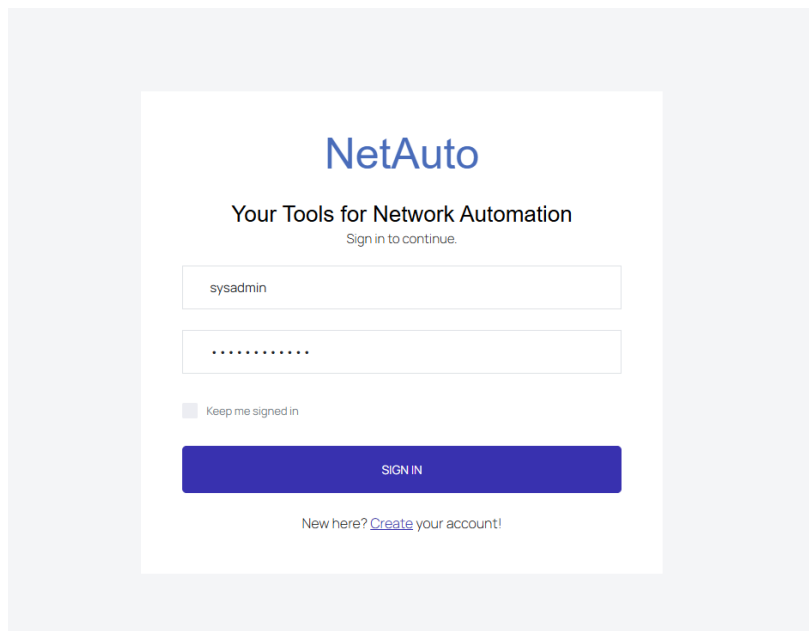 NetAuto
Your Tools for Network Automation
Sign in to continue.
sysadmin
••••••••••••
Keep me signed in
SIGN IN
New here? Create your account!